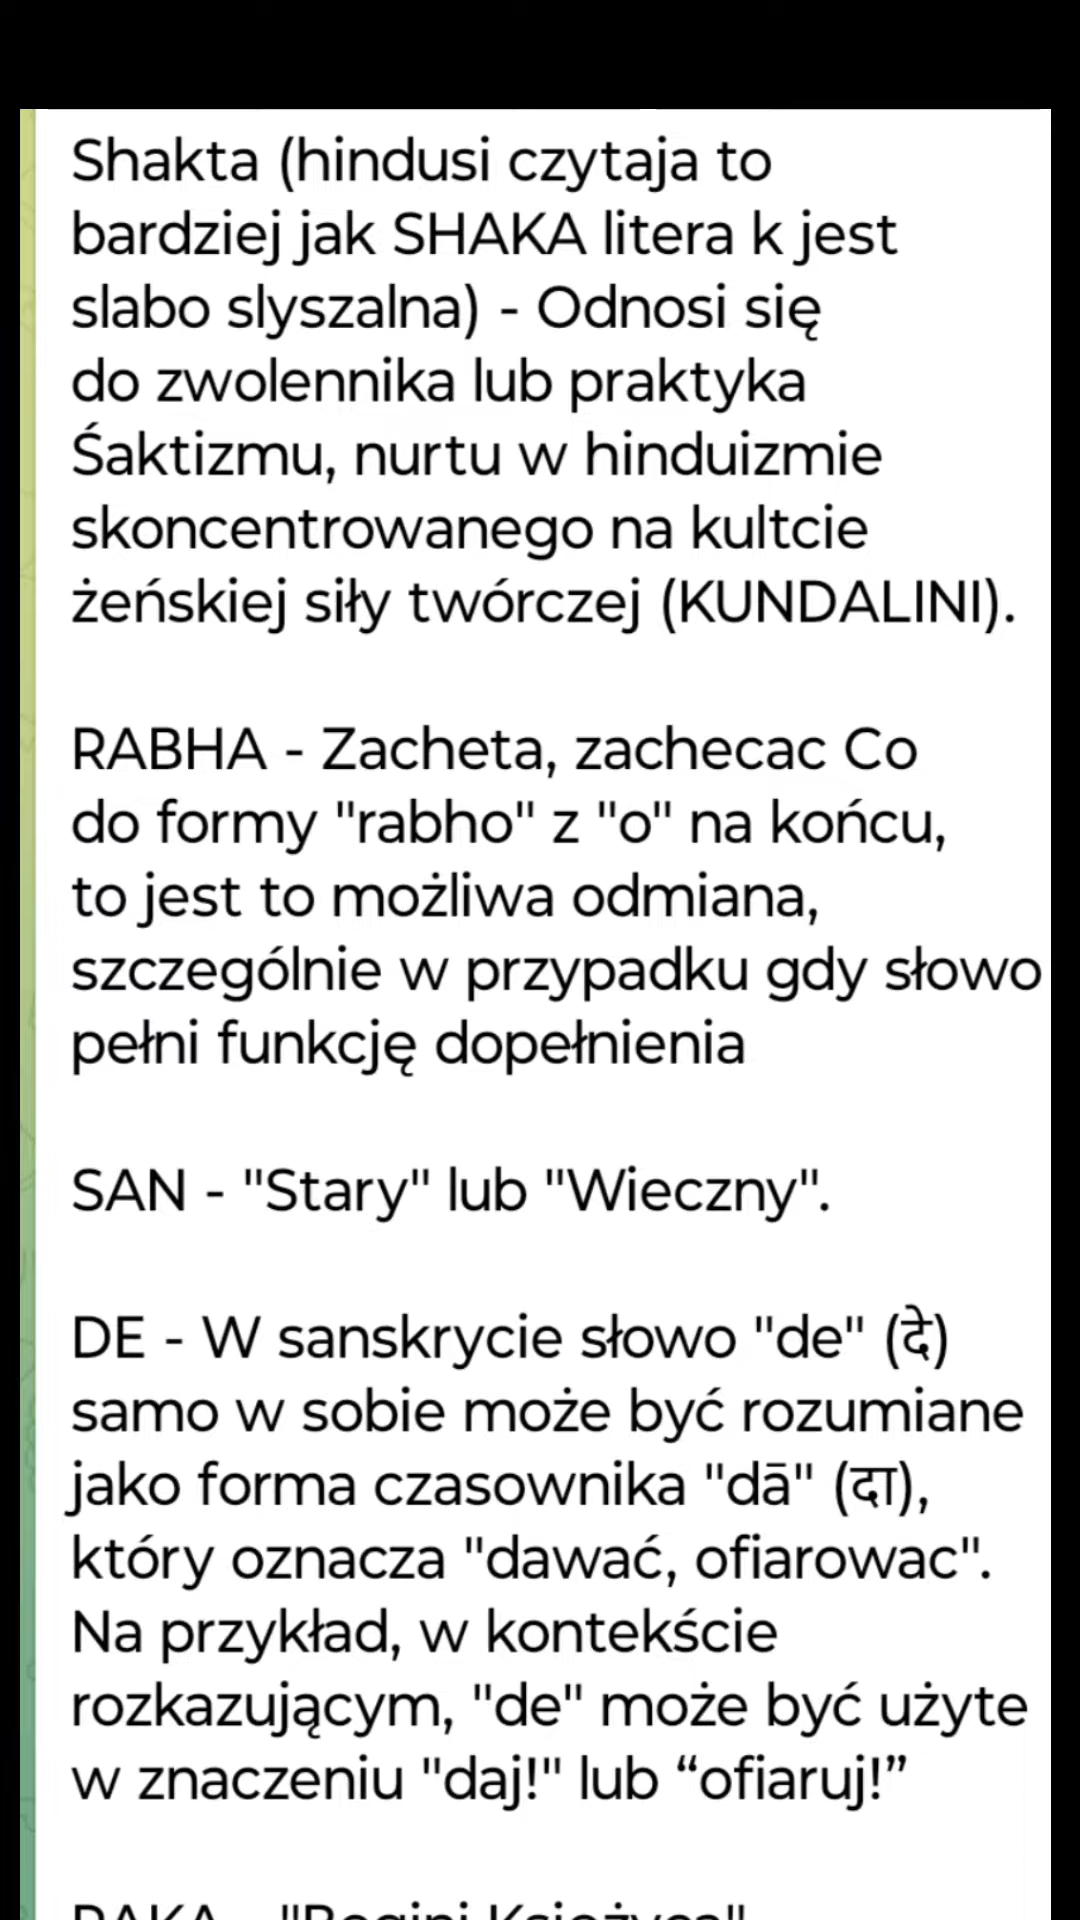 Shakta (hindusi czytaja to
bardziej jak SHAKA litera k jest
slabo slyszalna) - Odnosi się
do zwolennika lub praktyka
Śaktizmu, nurtu w hinduizmie
skoncentrowanego na kultcie
żeńskiej siły twórczej (KUNDALINI).
RABHA - Zacheta, zachecac Co
do formy "rabho" z "o" na końcu,
to jest to możliwa odmiana,
szczególnie w przypadku gdy słowo
pełni funkcję dopełnienia
SAN - "Stary" lub "Wieczny".
DE - W sanskrycie słowo "de" (दे)
samo w sobie może być rozumiane
jako forma czasownika "dā" (दा),
który oznacza "dawać, ofiarowac".
Na przykład, w kontekście
rozkazującym, "de" może być użyte
w znaczeniu "daj!" lub “ofiaruj!”
RAKA - "Bogini Księżyca"